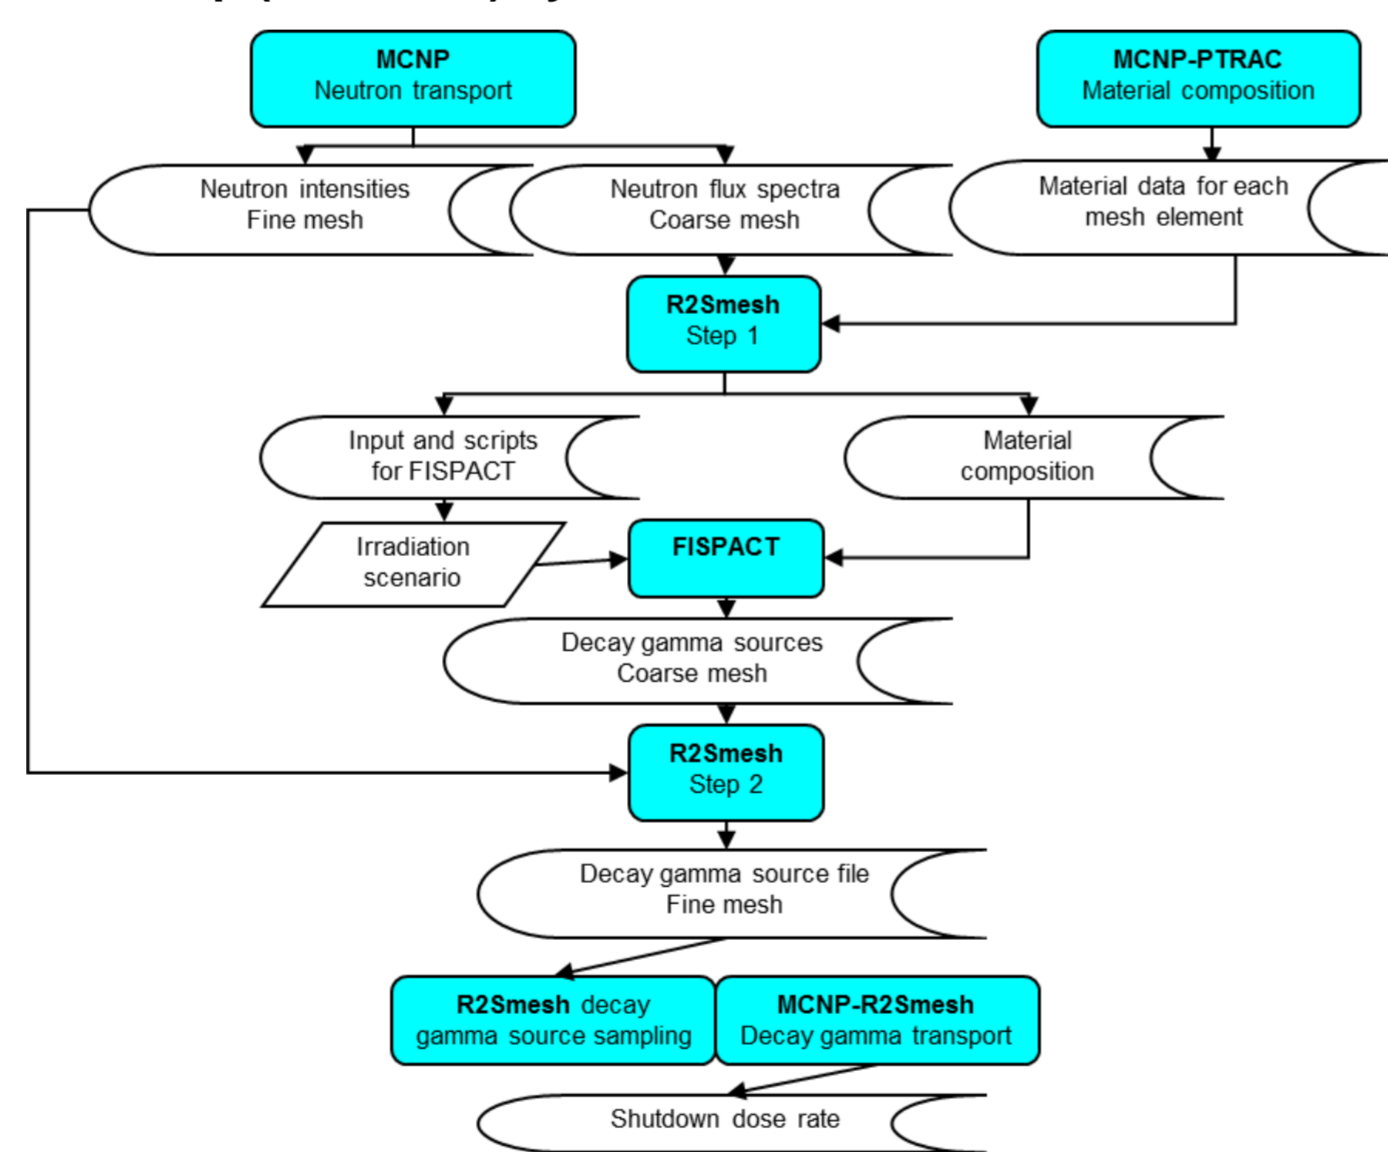 MCNP
Neutron transport
MCNP-PTRAC
Material composition
Neutron intensities
Fine mesh
Neutron flux spectra
Coarse mesh
Material data for each
mesh element
R2Smesh
Step 1
Input and scripts
for FISPACT
Material
composition
Irradiation
scenario
FISPACT
Decay gamma sources
Coarse mesh
R2Smesh
Step 2
Decay gamma source file
Fine mesh
R2Smesh decay
gamma source sampling
MCNP-R2Smesh
Decay gamma transport
Shutdown dose rate